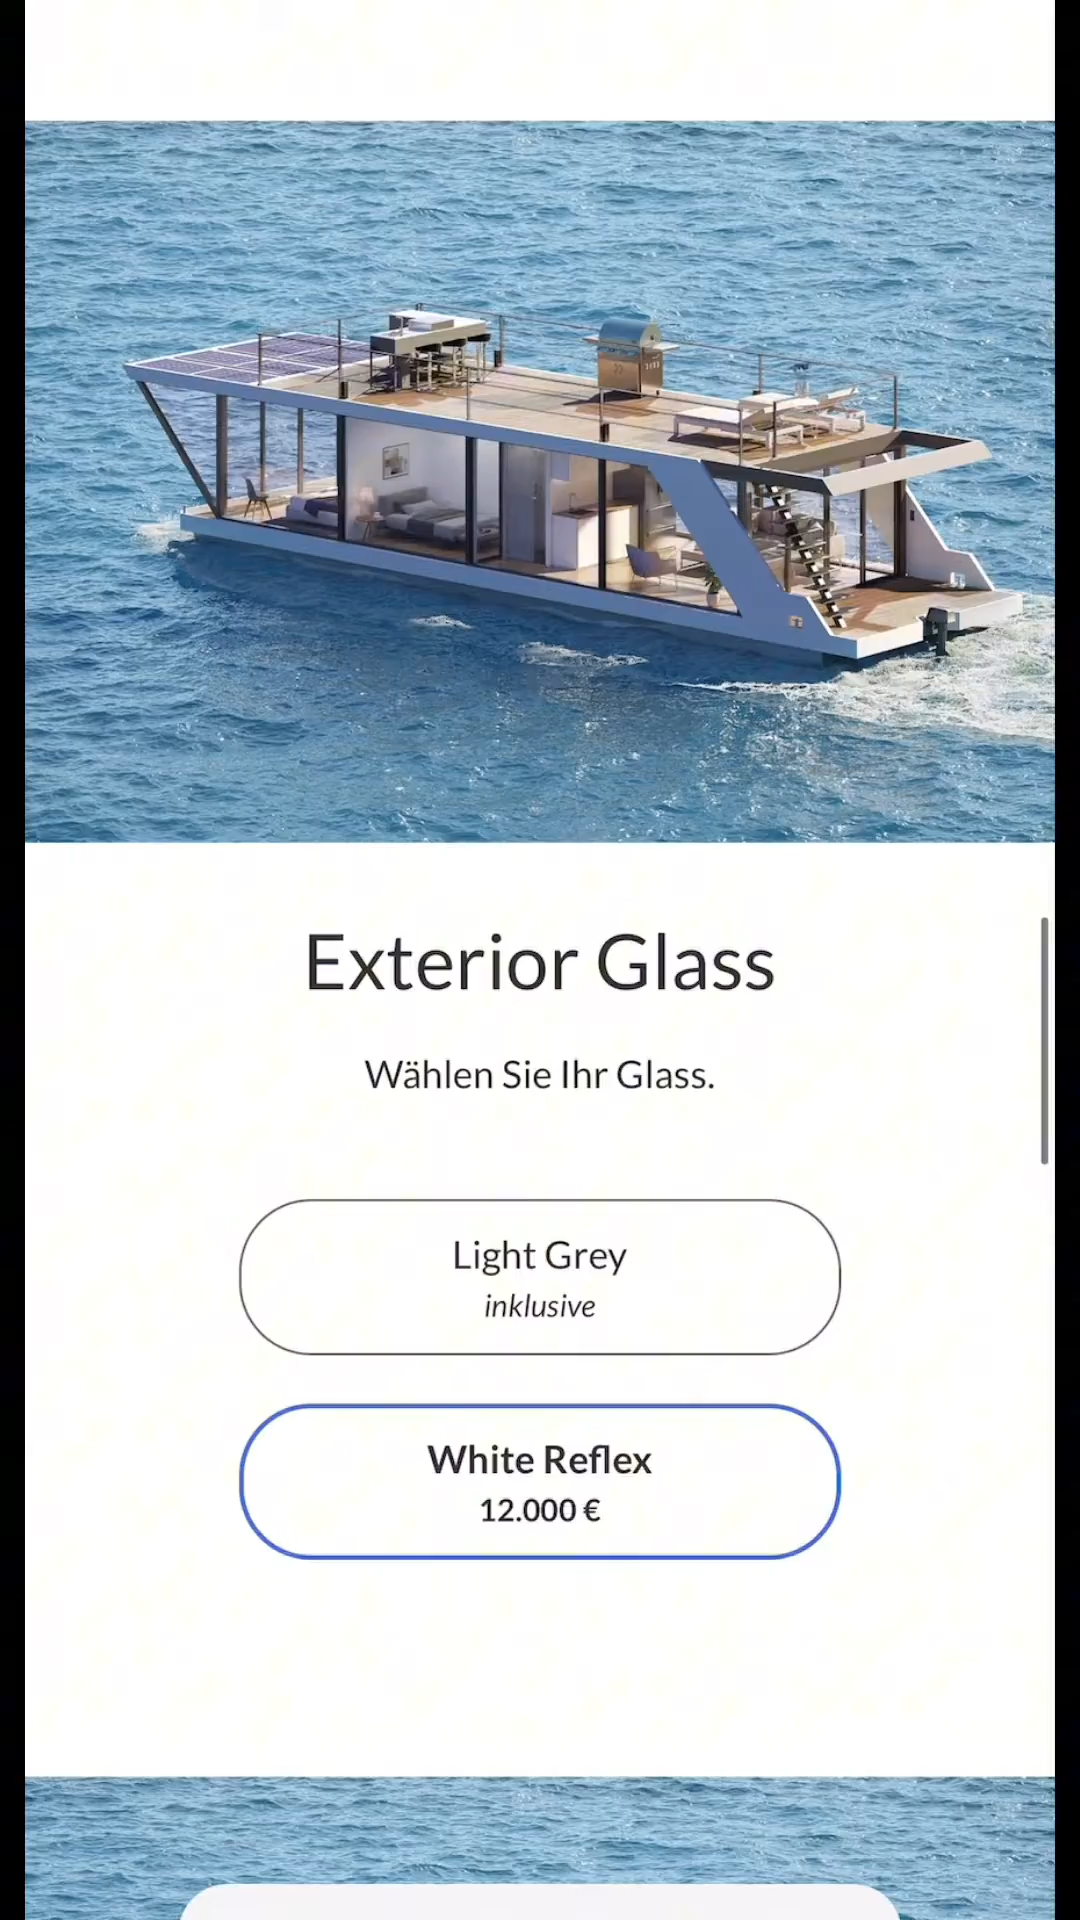 Exterior Glass
Wählen Sie Ihr Glass.
Light Grey
inklusive
White Reflex
12.000 €